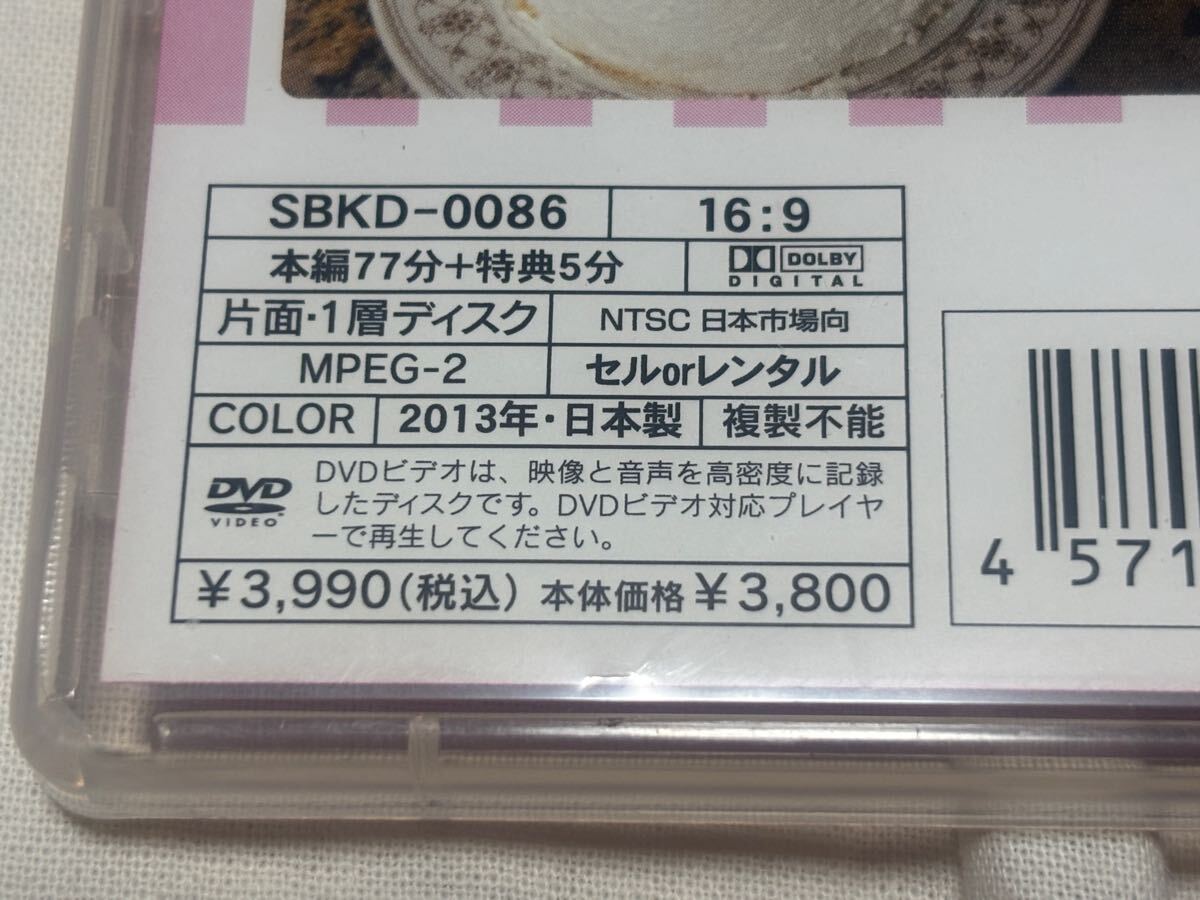 SBKD-0086 16:9
本編77分+特典5分 DOLBY DIGITAL
片面・1層ディスク NTSC 日本市場向
MPEG-2 セルorレンタル
COLOR 2013年・日本製 複製不能
DVD VIDEO™
DVDビデオは、映像と音声を高密度に記録
したディスクです。DVDビデオ対応プレイヤ
ーで再生してください。
¥3,990(税込) 本体価格 ¥3,800
4 571